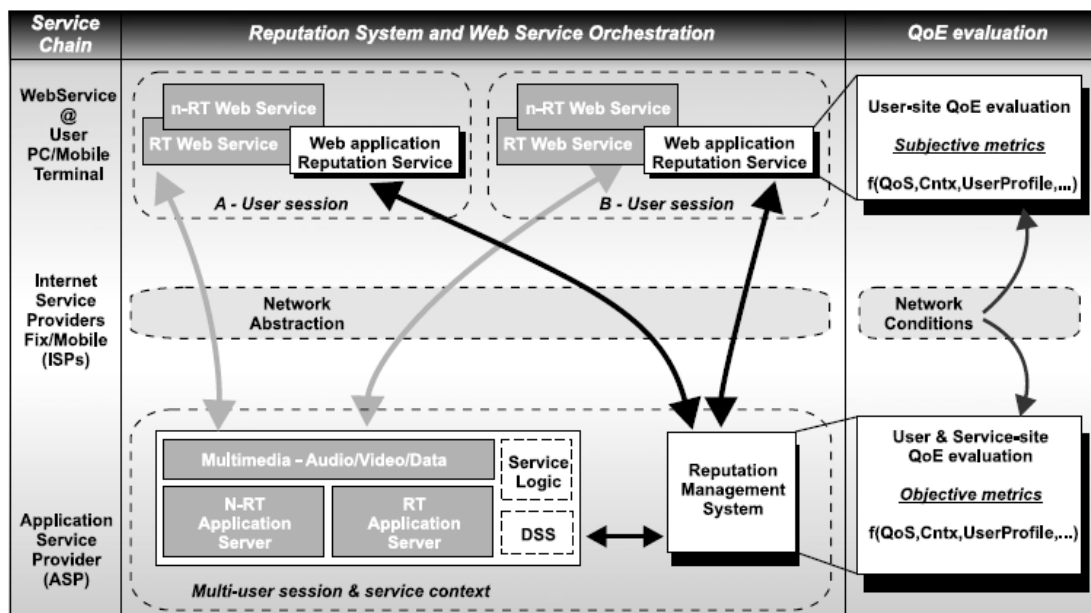 Service
Chain
Reputation System and Web Service Orchestration
QoE evaluation
WebService
@
User
PC/Mobile
Terminal
n-RT Web Service
RT Web Service
Web application
Reputation Service
A - User session
n-RT Web Service
RT Web Service
Web application
Reputation Service
B - User session
User-site QoE evaluation
Subjective metrics
f(QoS,Cntx,UserProfile,...)
Internet
Service
Providers
Fix/Mobile
(ISPs)
Network
Abstraction
Network
Conditions
Application
Service
Provider
(ASP)
Multimedia – Audio/Video/Data
N-RT
Application
Server
RT
Application
Server
Service
Logic
DSS
Multi-user session & service context
Reputation
Management
System
User & Service-site
QoE evaluation
Objective metrics
f(QoS,Cntx,UserProfile,...)